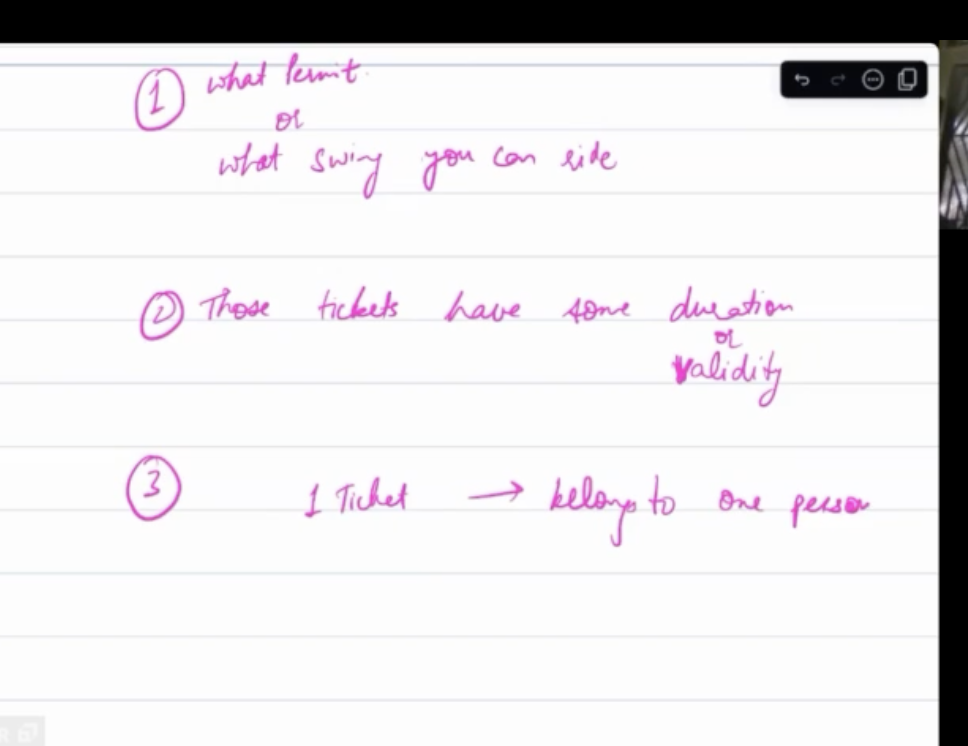 ① what Permit
or
what swing you can ride
② Those tickets have some duration
or
Validity
③ 1 Ticket → belongs to one person